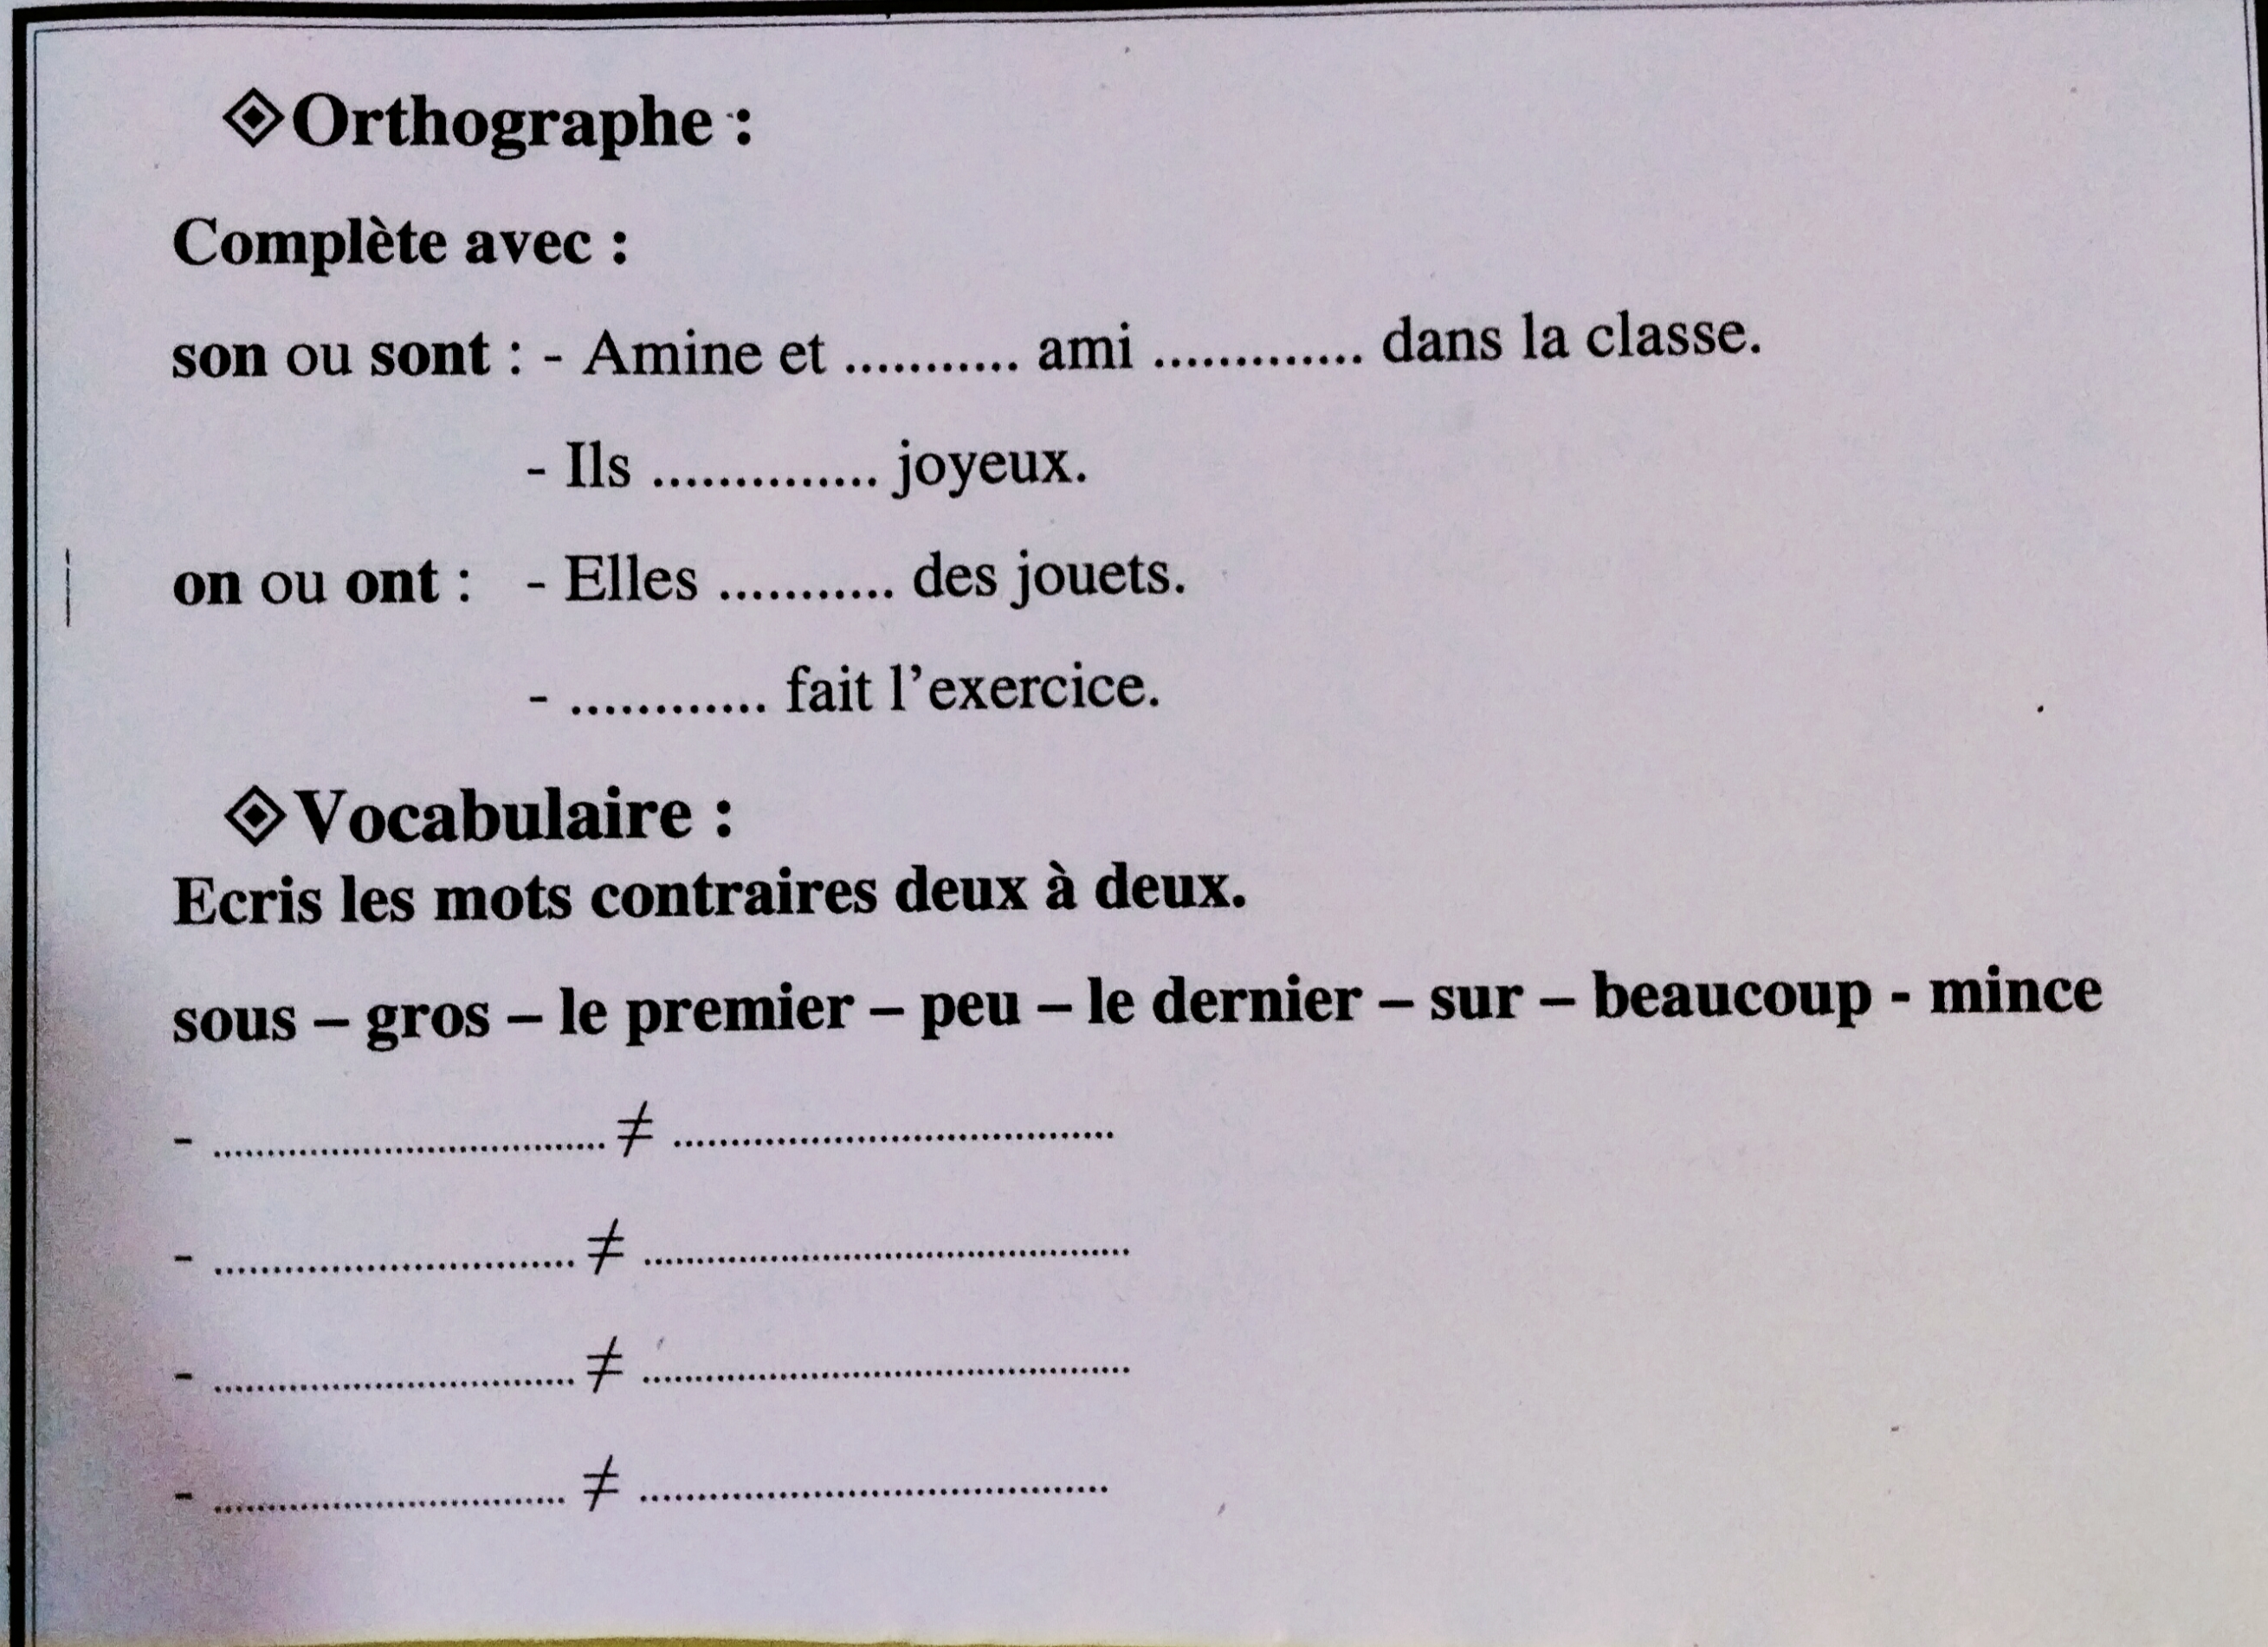 Orthographe :
Complète avec :
son ou sont : - Amine et ........... ami ............. dans la classe.
- Ils .............. joyeux.
on ou ont : - Elles ........... des jouets.
- ............ fait l'exercice.
Vocabulaire :
Ecris les mots contraires deux à deux.
sous – gros – le premier – peu – le dernier – sur – beaucoup - mince
- ........................................ ≠ ............................................
- ..................................... ≠ .................................................
- ..................................... ≠ .................................................
- .................................... ≠ ...............................................